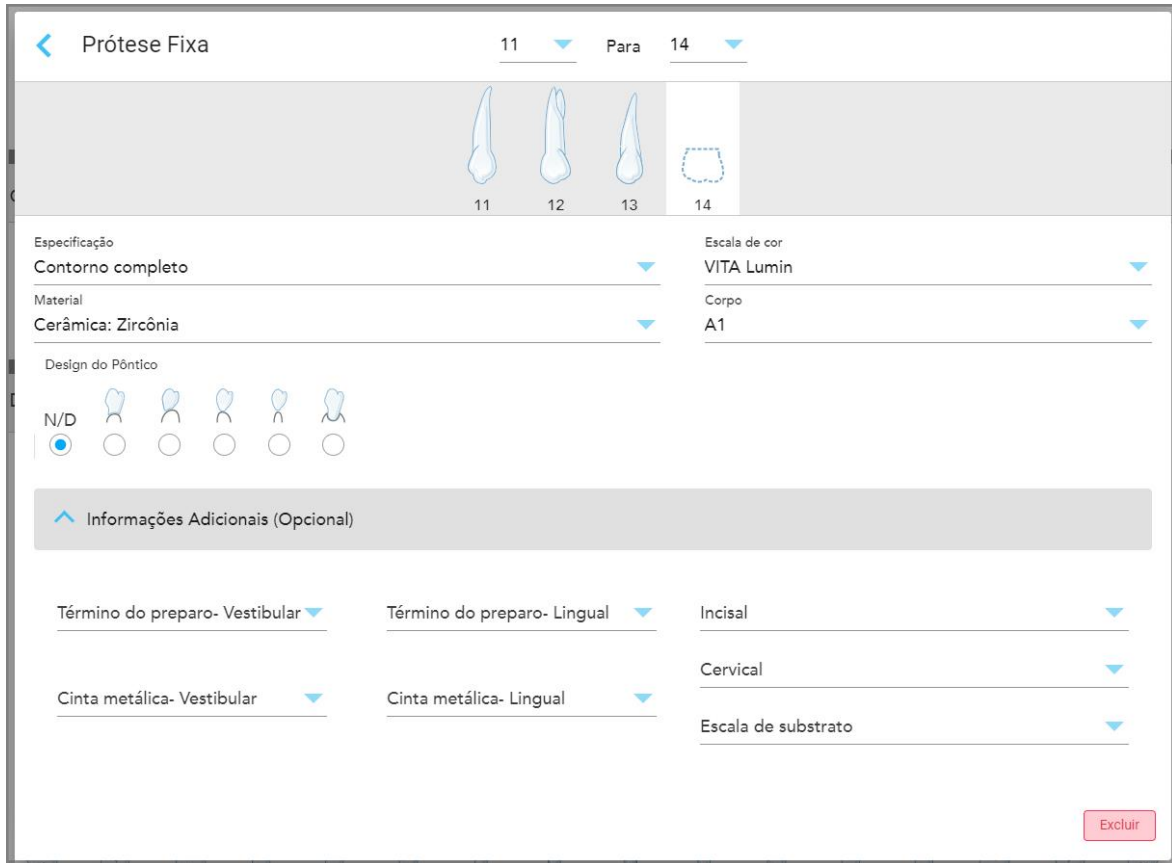 Prótese Fixa 11 Para 14
11 12 13 14
Especificação
Contorno completo
Escala de cor
VITA Lumin
Material
Cerâmica: Zircônia
Corpo
A1
Design do Pôntico
N/D
Informações Adicionais (Opcional)
Término do preparo- Vestibular
Término do preparo- Lingual
Incisal
Cervical
Cinta metálica- Vestibular
Cinta metálica- Lingual
Escala de substrato
Excluir